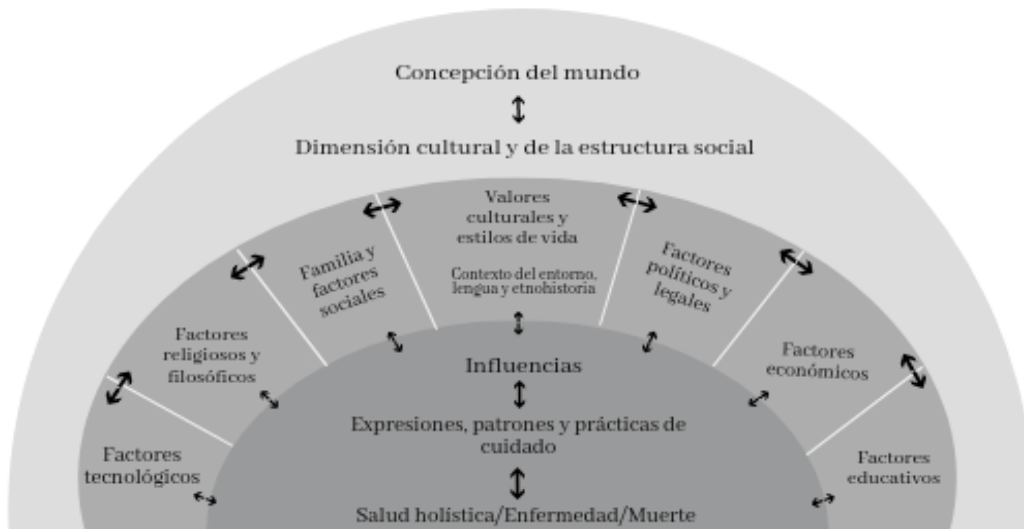 Concepción del mundo
Dimensión cultural y de la estructura social
Valores
culturales y
estilos de vida
Contexto del entorno,
lengua y etnohistoria
Familia y
factores
sociales
Factores
políticos y
legales
Factores
religiosos y
filosóficos
Factores
económicos
Factores
tecnológicos
Factores
educativos
Influencias
Expresiones, patrones y prácticas de
cuidado
Salud holística/Enfermedad/Muerte